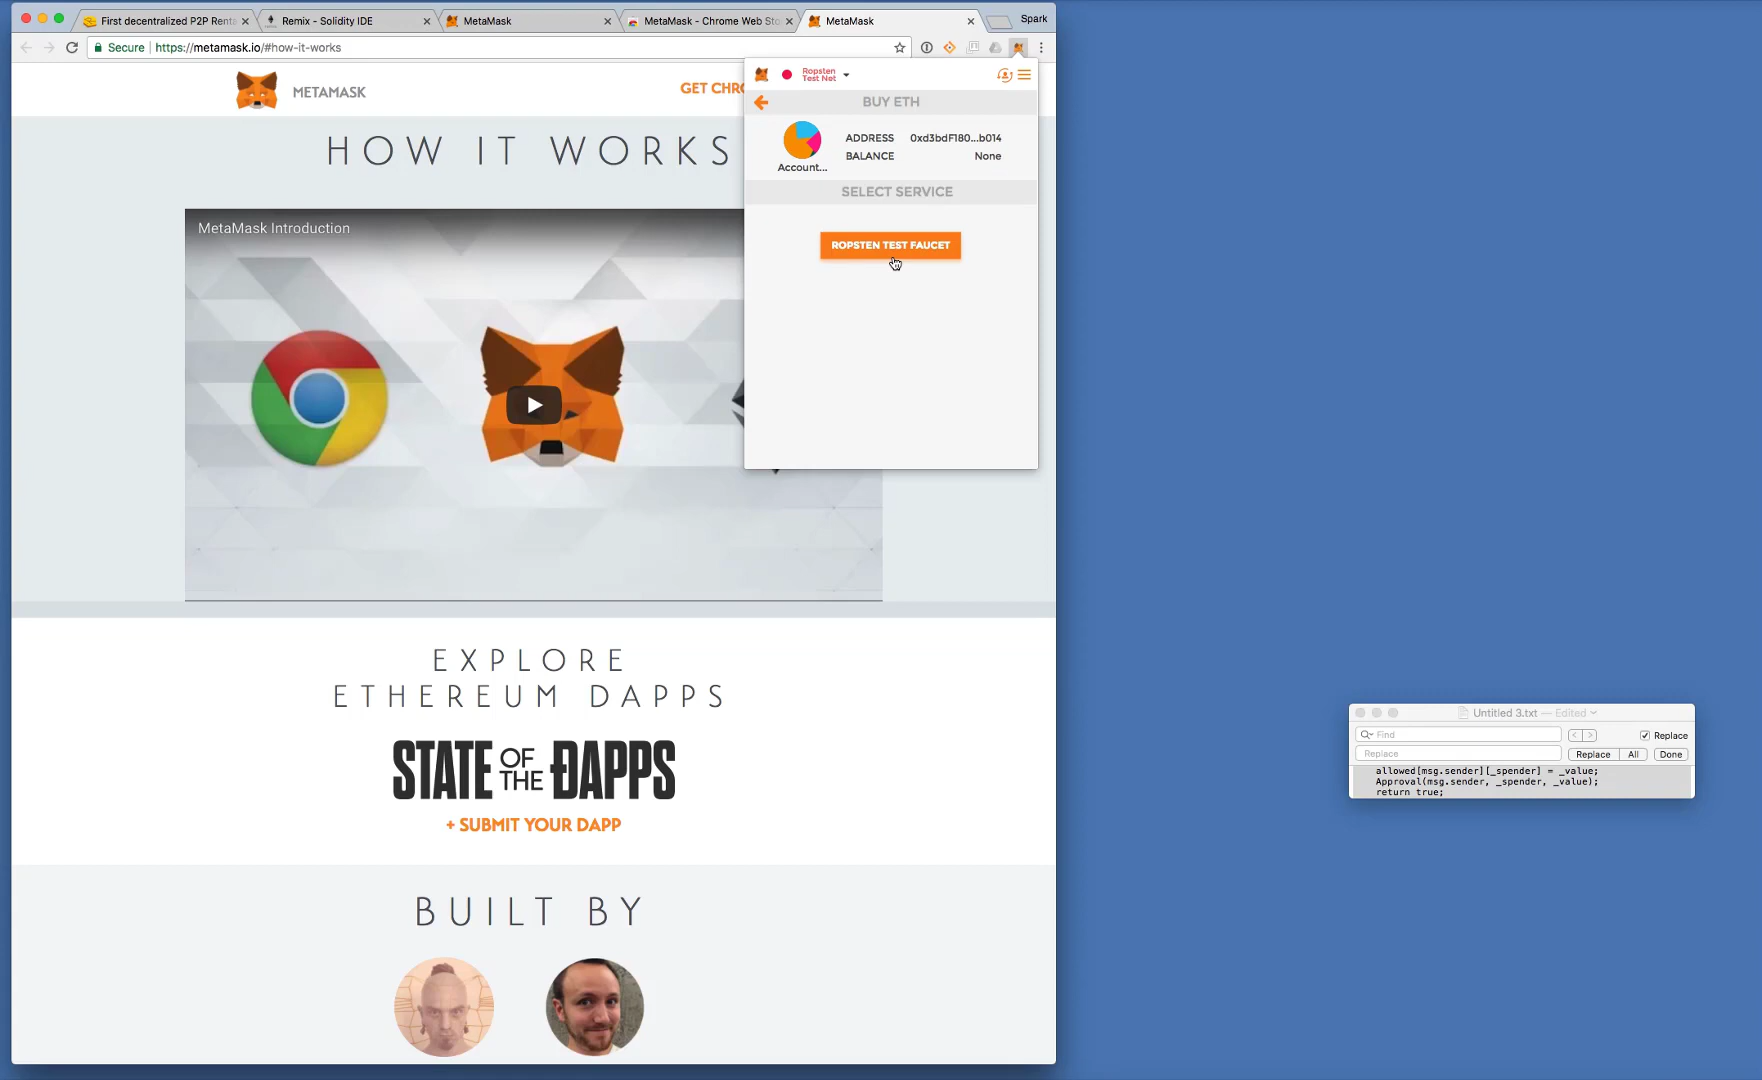 First decentralized P2P Renta
Remix - Solidity IDE
MetaMask
MetaMask - Chrome Web Sto
MetaMask
Spark
Secure
https://metamask.io/#how-it-works
METAMASK
GET CHRO
HOW IT WORKS
MetaMask Introduction
Ropsten
Test Net
BUY ETH
ADDRESS 0xd3bdF180...b014
BALANCE None
Account...
SELECT SERVICE
ROPSTEN TEST FAUCET
EXPLORE
ETHEREUM DAPPS
STATE OF THE ĐAPPS
+ SUBMIT YOUR DAPP
BUILT BY
Untitled 3.txt — Edited
Find
Replace
Replace
Replace All Done
allowed[msg.sender][_spender] = _value;
Approval(msg.sender, _spender, _value);
return true;